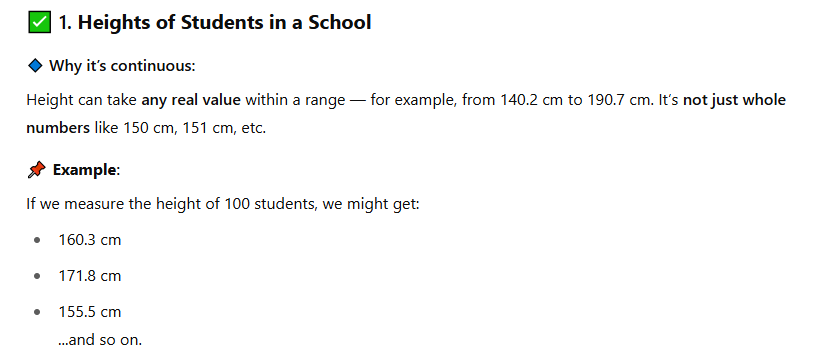 ✅ 1. Heights of Students in a School
🔷 Why it's continuous:
Height can take any real value within a range — for example, from 140.2 cm to 190.7 cm. It's not just whole
numbers like 150 cm, 151 cm, etc.
📌 Example:
If we measure the height of 100 students, we might get:
• 160.3 cm
• 171.8 cm
• 155.5 cm
...and so on.